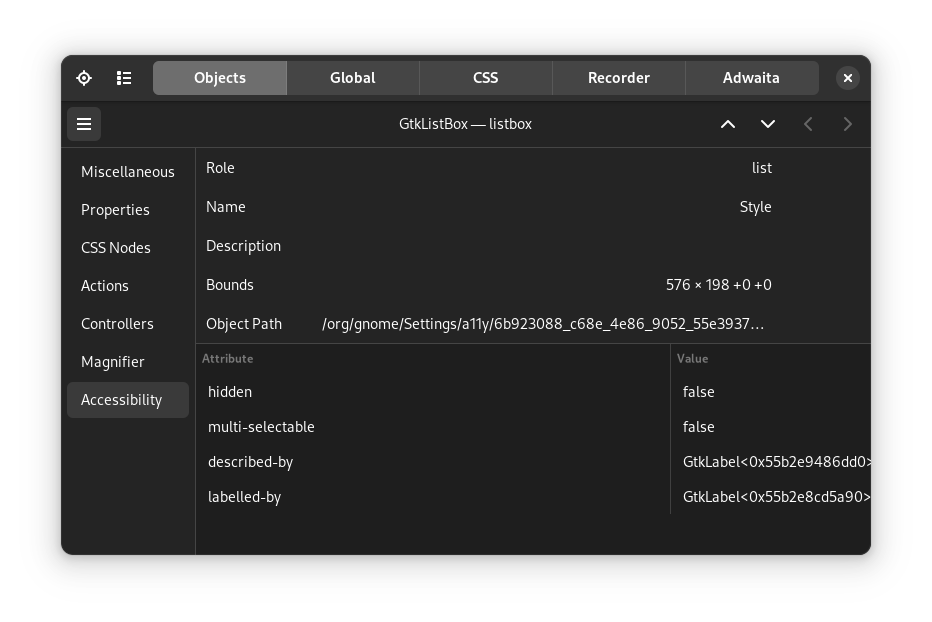 Objects Global CSS Recorder Adwaita
GtkListBox — listbox
Miscellaneous
Properties
CSS Nodes
Actions
Controllers
Magnifier
Accessibility
Role list
Name Style
Description
Bounds 576 × 198 +0 +0
Object Path /org/gnome/Settings/a11y/6b923088_c68e_4e86_9052_55e3937…
Attribute Value
hidden false
multi-selectable false
described-by GtkLabel<0x55b2e9486dd0>
labelled-by GtkLabel<0x55b2e8cd5a90>